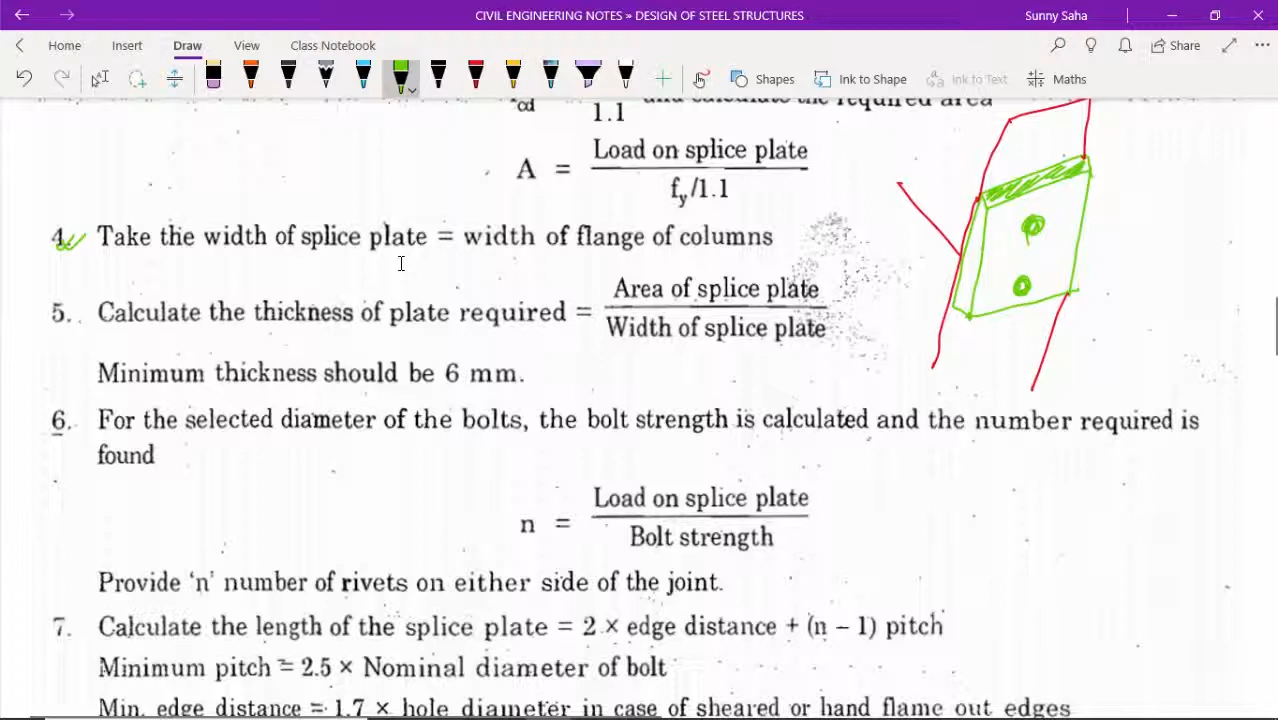 CIVIL ENGINEERING NOTES » DESIGN OF STEEL STRUCTURES
Sunny Saha
Home Insert Draw View Class Notebook Share
Shapes Ink to Shape Ink to Text Maths
cd 1.1 and calculate the required area
A = Load on splice plate / fy/1.1
4. Take the width of splice plate = width of flange of columns
5. Calculate the thickness of plate required = Area of splice plate / Width of splice plate
Minimum thickness should be 6 mm.
6. For the selected diameter of the bolts, the bolt strength is calculated and the number required is
found
n = Load on splice plate / Bolt strength
Provide 'n' number of rivets on either side of the joint.
7. Calculate the length of the splice plate = 2 × edge distance + (n − 1) pitch
Minimum pitch = 2.5 × Nominal diameter of bolt
Min. edge distance = 1.7 × hole diameter in case of sheared or hand flame out edges